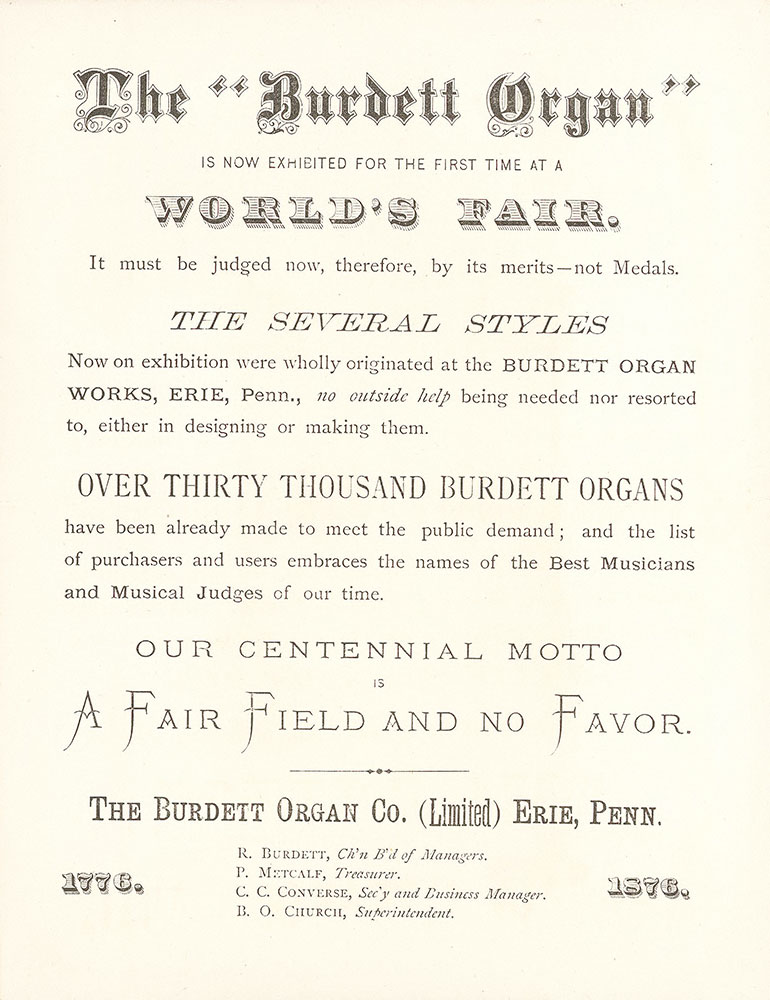 The "Burdett Organ"
IS NOW EXHIBITED FOR THE FIRST TIME AT A
WORLD'S FAIR.
It must be judged now, therefore, by its merits—not Medals.
THE SEVERAL STYLES
Now on exhibition were wholly originated at the BURDETT ORGAN
WORKS, ERIE, Penn., no outside help being needed nor resorted
to, either in designing or making them.
OVER THIRTY THOUSAND BURDETT ORGANS
have been already made to meet the public demand; and the list
of purchasers and users embraces the names of the Best Musicians
and Musical Judges of our time.
OUR CENTENNIAL MOTTO
IS
A FAIR FIELD AND NO FAVOR.
THE BURDETT ORGAN CO. (Limited) ERIE, PENN.
R. BURDETT, Ch'n B'd of Managers.
P. METCALF, Treasurer.
1776. 1876.
C. C. CONVERSE, Sec'y and Business Manager.
B. O. CHURCH, Superintendent.